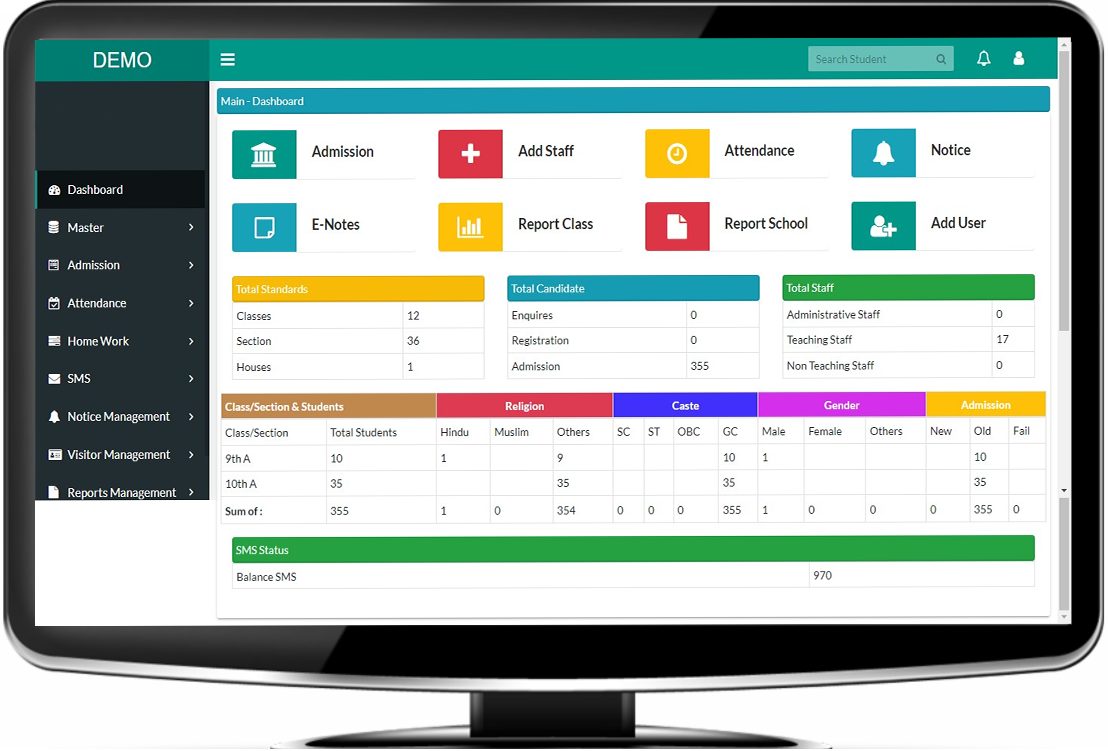 DEMO
Search Student
Main - Dashboard
Admission
Add Staff
Attendance
Notice
E-Notes
Report Class
Report School
Add User
Dashboard
Master
Admission
Attendance
Home Work
SMS
Notice Management
Visitor Management
Reports Management
Total Standards
Classes 12
Section 36
Houses 1
Total Candidate
Enquires 0
Registration 0
Admission 355
Total Staff
Administrative Staff 0
Teaching Staff 17
Non Teaching Staff 0
Class/Section & Students Religion Caste Gender Admission
Class/Section Total Students Hindu Muslim Others SC ST OBC GC Male Female Others New Old Fail
9th A 10 1 9 10 1 10
10th A 35 35 35 35
Sum of : 355 1 0 354 0 0 0 355 1 0 0 0 355 0
SMS Status
Balance SMS 970